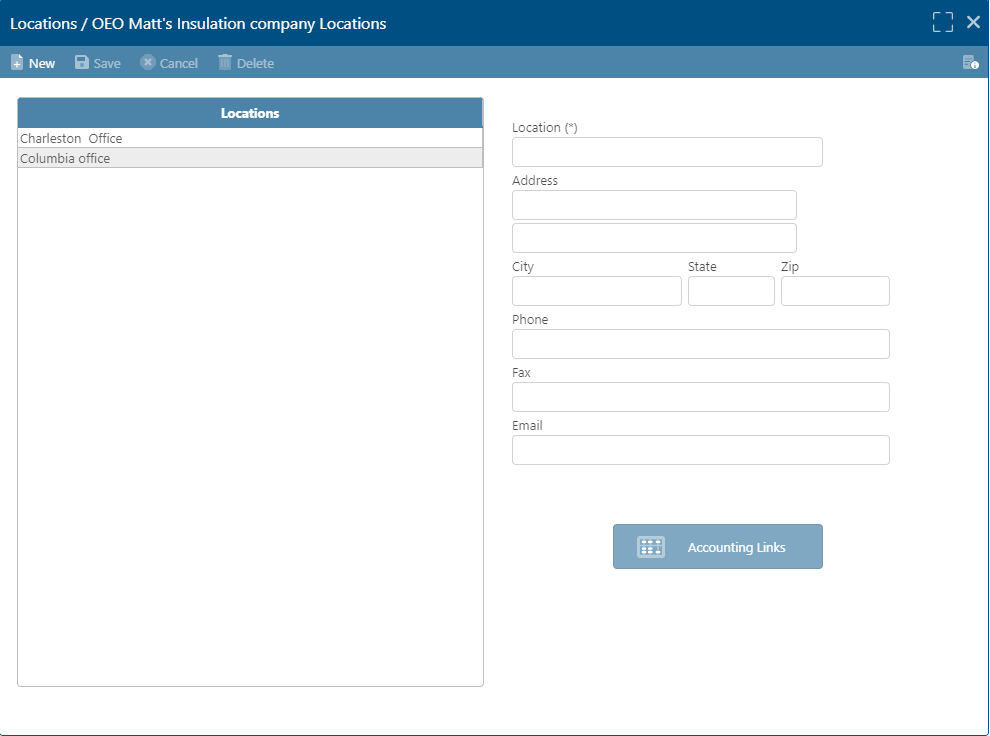 Locations / OEO Matt's Insulation company Locations
New Save Cancel Delete
Locations
Charleston  Office
Columbia office
Location (*)
Address
City State Zip
Phone
Fax
Email
Accounting Links